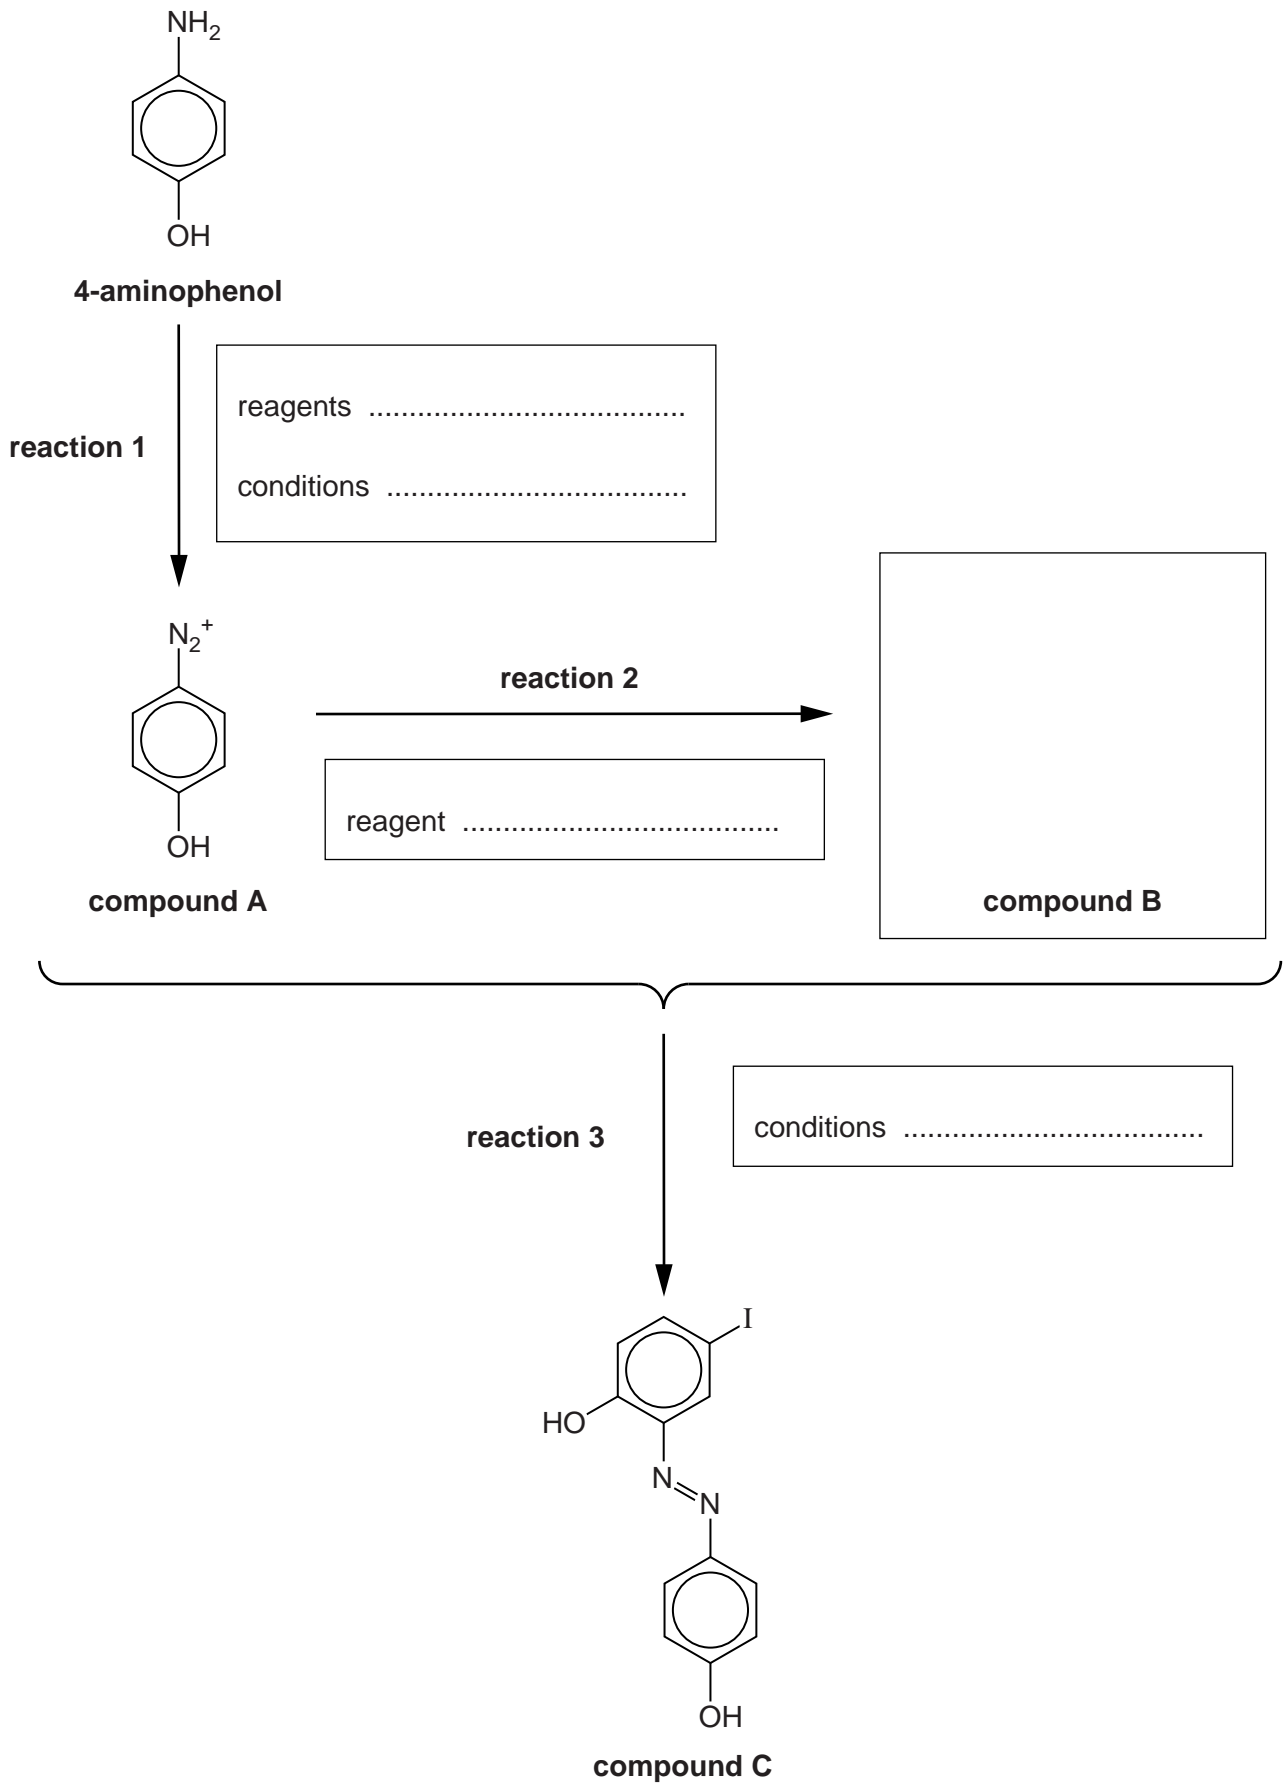 NH2
OH
4-aminophenol
reagents .......................................
reaction 1
conditions .....................................
N2+
reaction 2
reagent .......................................
OH
compound A
compound B
conditions .....................................
reaction 3
I
HO
N
N
OH
compound C